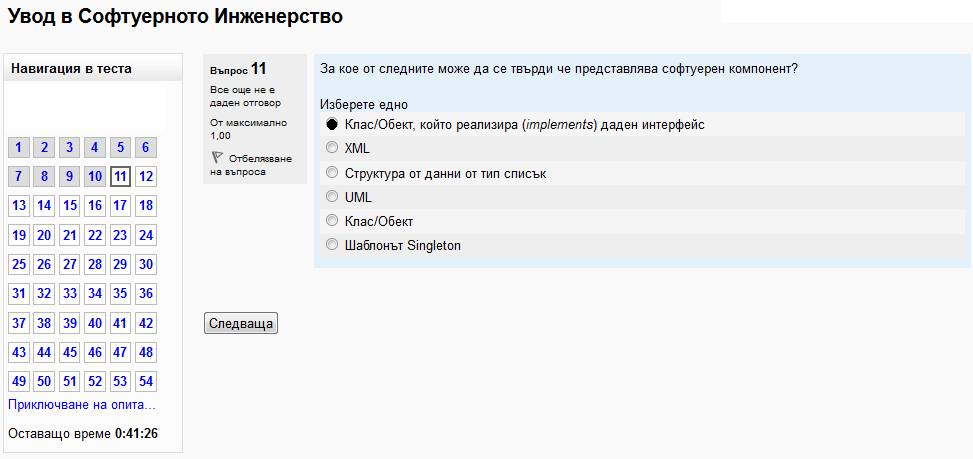 Увод в Софтуерното Инженерство
Навигация в теста
1 2 3 4 5 6
7 8 9 10 11 12
13 14 15 16 17 18
19 20 21 22 23 24
25 26 27 28 29 30
31 32 33 34 35 36
37 38 39 40 41 42
43 44 45 46 47 48
49 50 51 52 53 54
Приключване на опита...
Оставащо време 0:41:26
Въпрос 11
Все още не е
даден отговор
От максимално
1,00
Отбелязване
на въпроса
За кое от следните може да се твърди че представлява софтуерен компонент?
Изберете едно
Клас/Обект, който реализира (implements) даден интерфейс
XML
Структура от данни от тип списък
UML
Клас/Обект
Шаблонът Singleton
Следваща